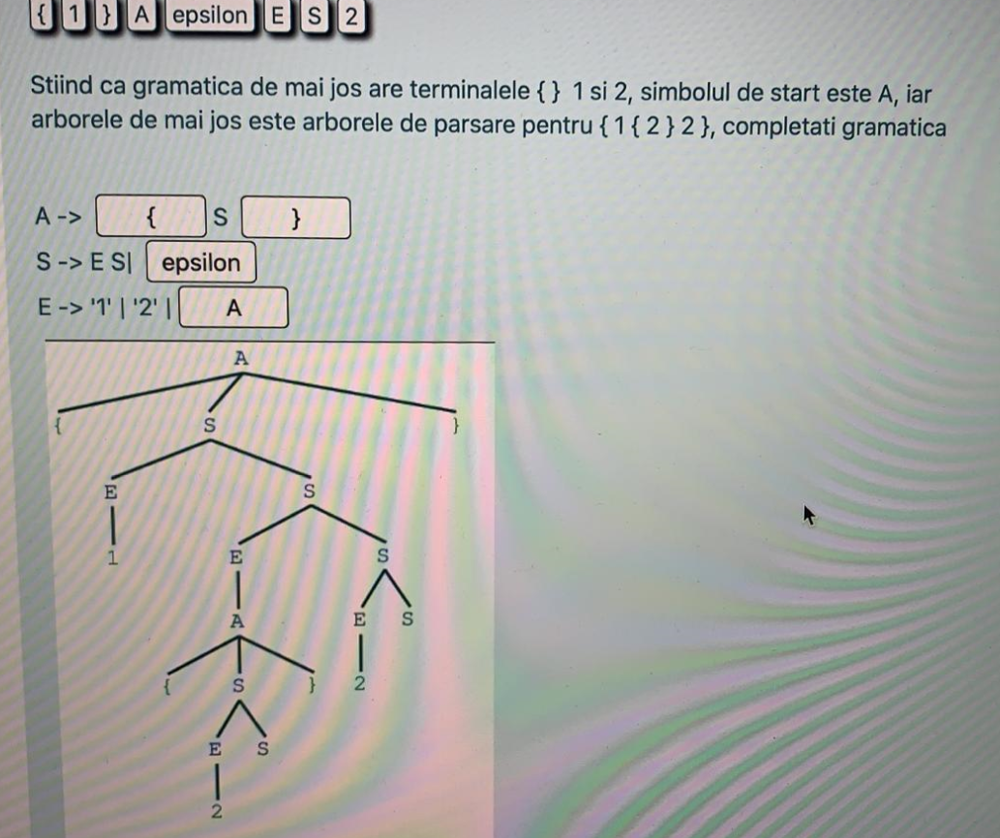 { 1 } A epsilon E S 2
Stiind ca gramatica de mai jos are terminalele { } 1 si 2, simbolul de start este A, iar
arborele de mai jos este arborele de parsare pentru { 1 { 2 } 2 }, completati gramatica
A -> { S }
S -> E S| epsilon
E -> '1' | '2' | A
A
{ S }
E S
1 E S
A E S
{ S } 2
E S
2